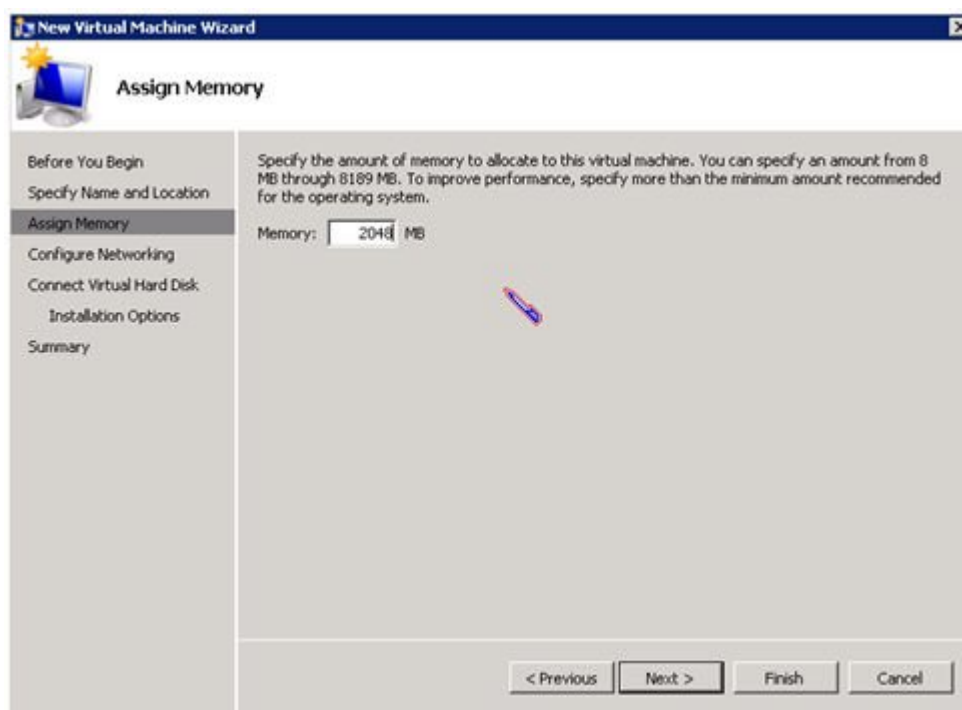 New Virtual Machine Wizard
Assign Memory
Before You Begin
Specify Name and Location
Assign Memory
Configure Networking
Connect Virtual Hard Disk
Installation Options
Summary
Specify the amount of memory to allocate to this virtual machine. You can specify an amount from 8
MB through 8189 MB. To improve performance, specify more than the minimum amount recommended
for the operating system.
Memory: 2048 MB
< Previous
Next >
Finish
Cancel